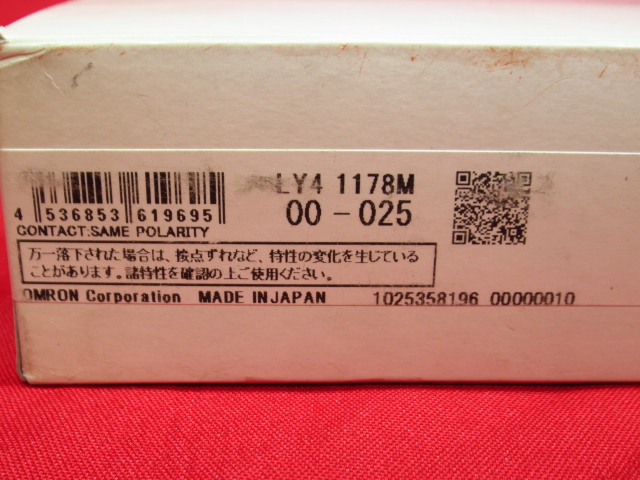 LY4 1178M
00-025
4 536853 619695
CONTACT:SAME POLARITY
万一落下された場合は、接点ずれなど、特性の変化を生じている
ことがあります。諸特性を確認の上ご使用ください。
OMRON Corporation MADE IN JAPAN 1025358196 00000010